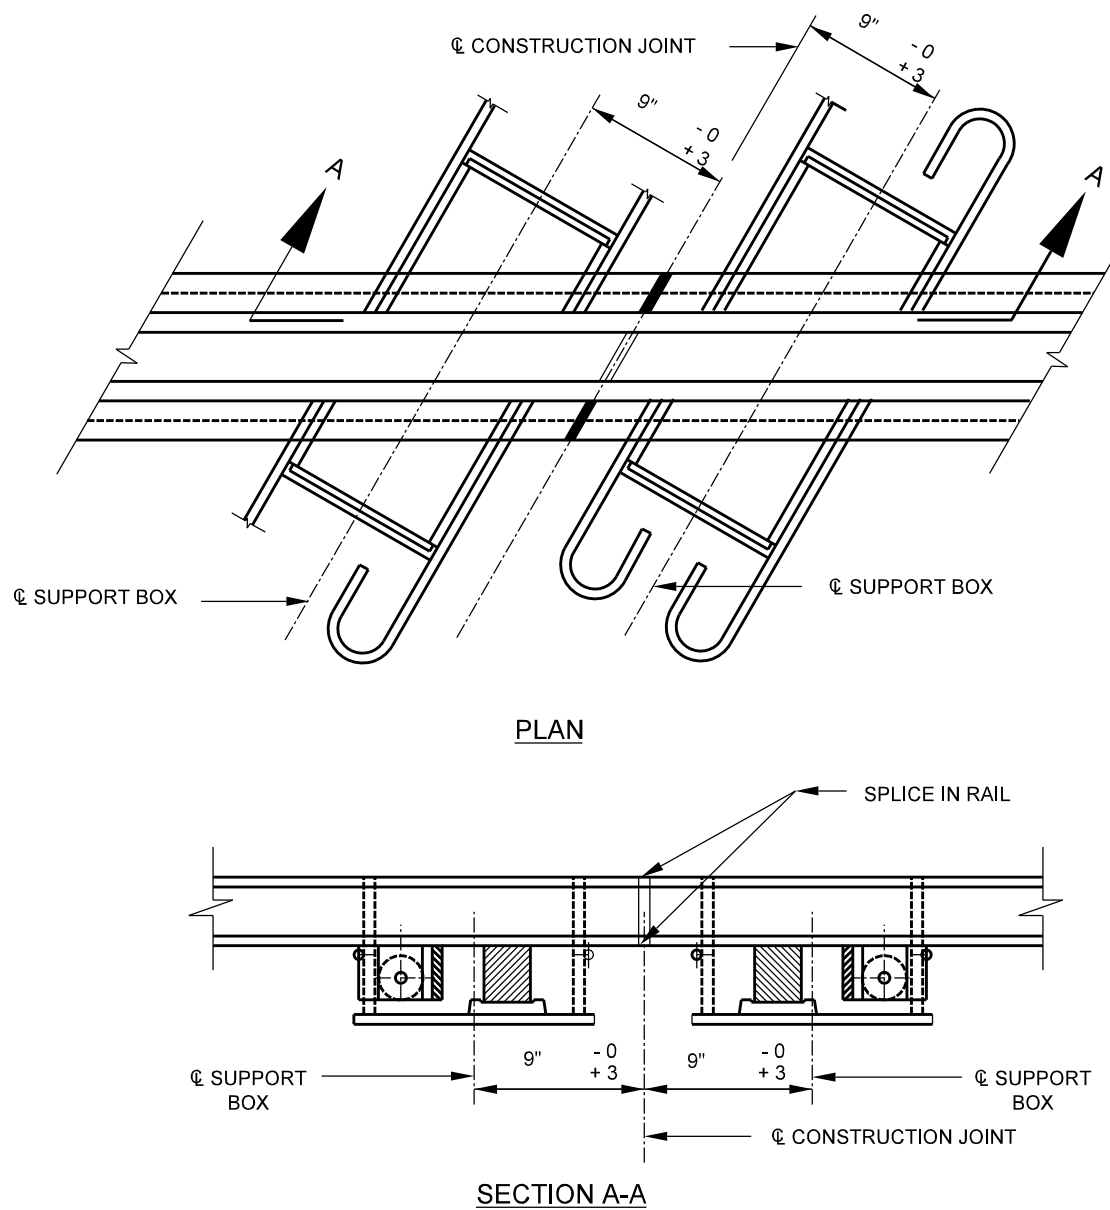 ℄ CONSTRUCTION JOINT
9" - 0
+ 3
9" - 0
+ 3
A
A
℄ SUPPORT BOX
℄ SUPPORT BOX
PLAN
SPLICE IN RAIL
9" - 0
+ 3
9" - 0
+ 3
℄ SUPPORT
BOX
℄ SUPPORT
BOX
℄ CONSTRUCTION JOINT
SECTION A-A